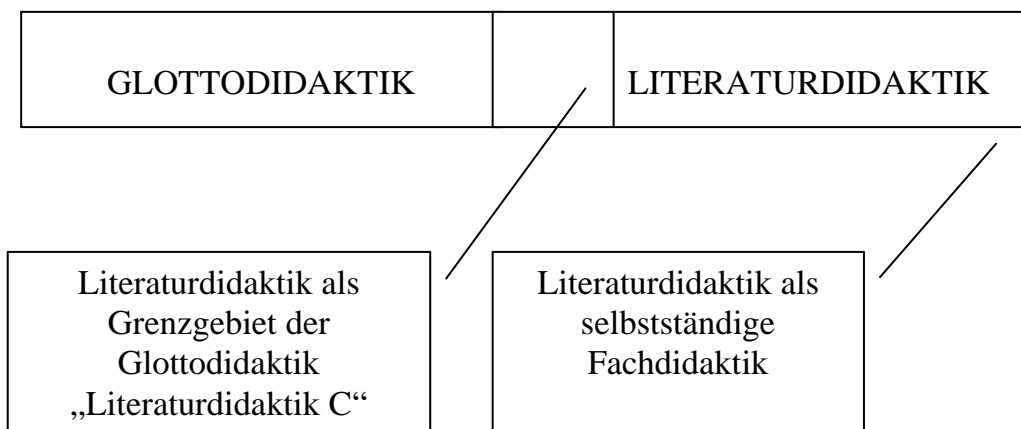 GLOTTODIDAKTIK
LITERATURDIDAKTIK
Literaturdidaktik als
Grenzgebiet der
Glottodidaktik
„Literaturdidaktik C“
Literaturdidaktik als
selbstständige
Fachdidaktik